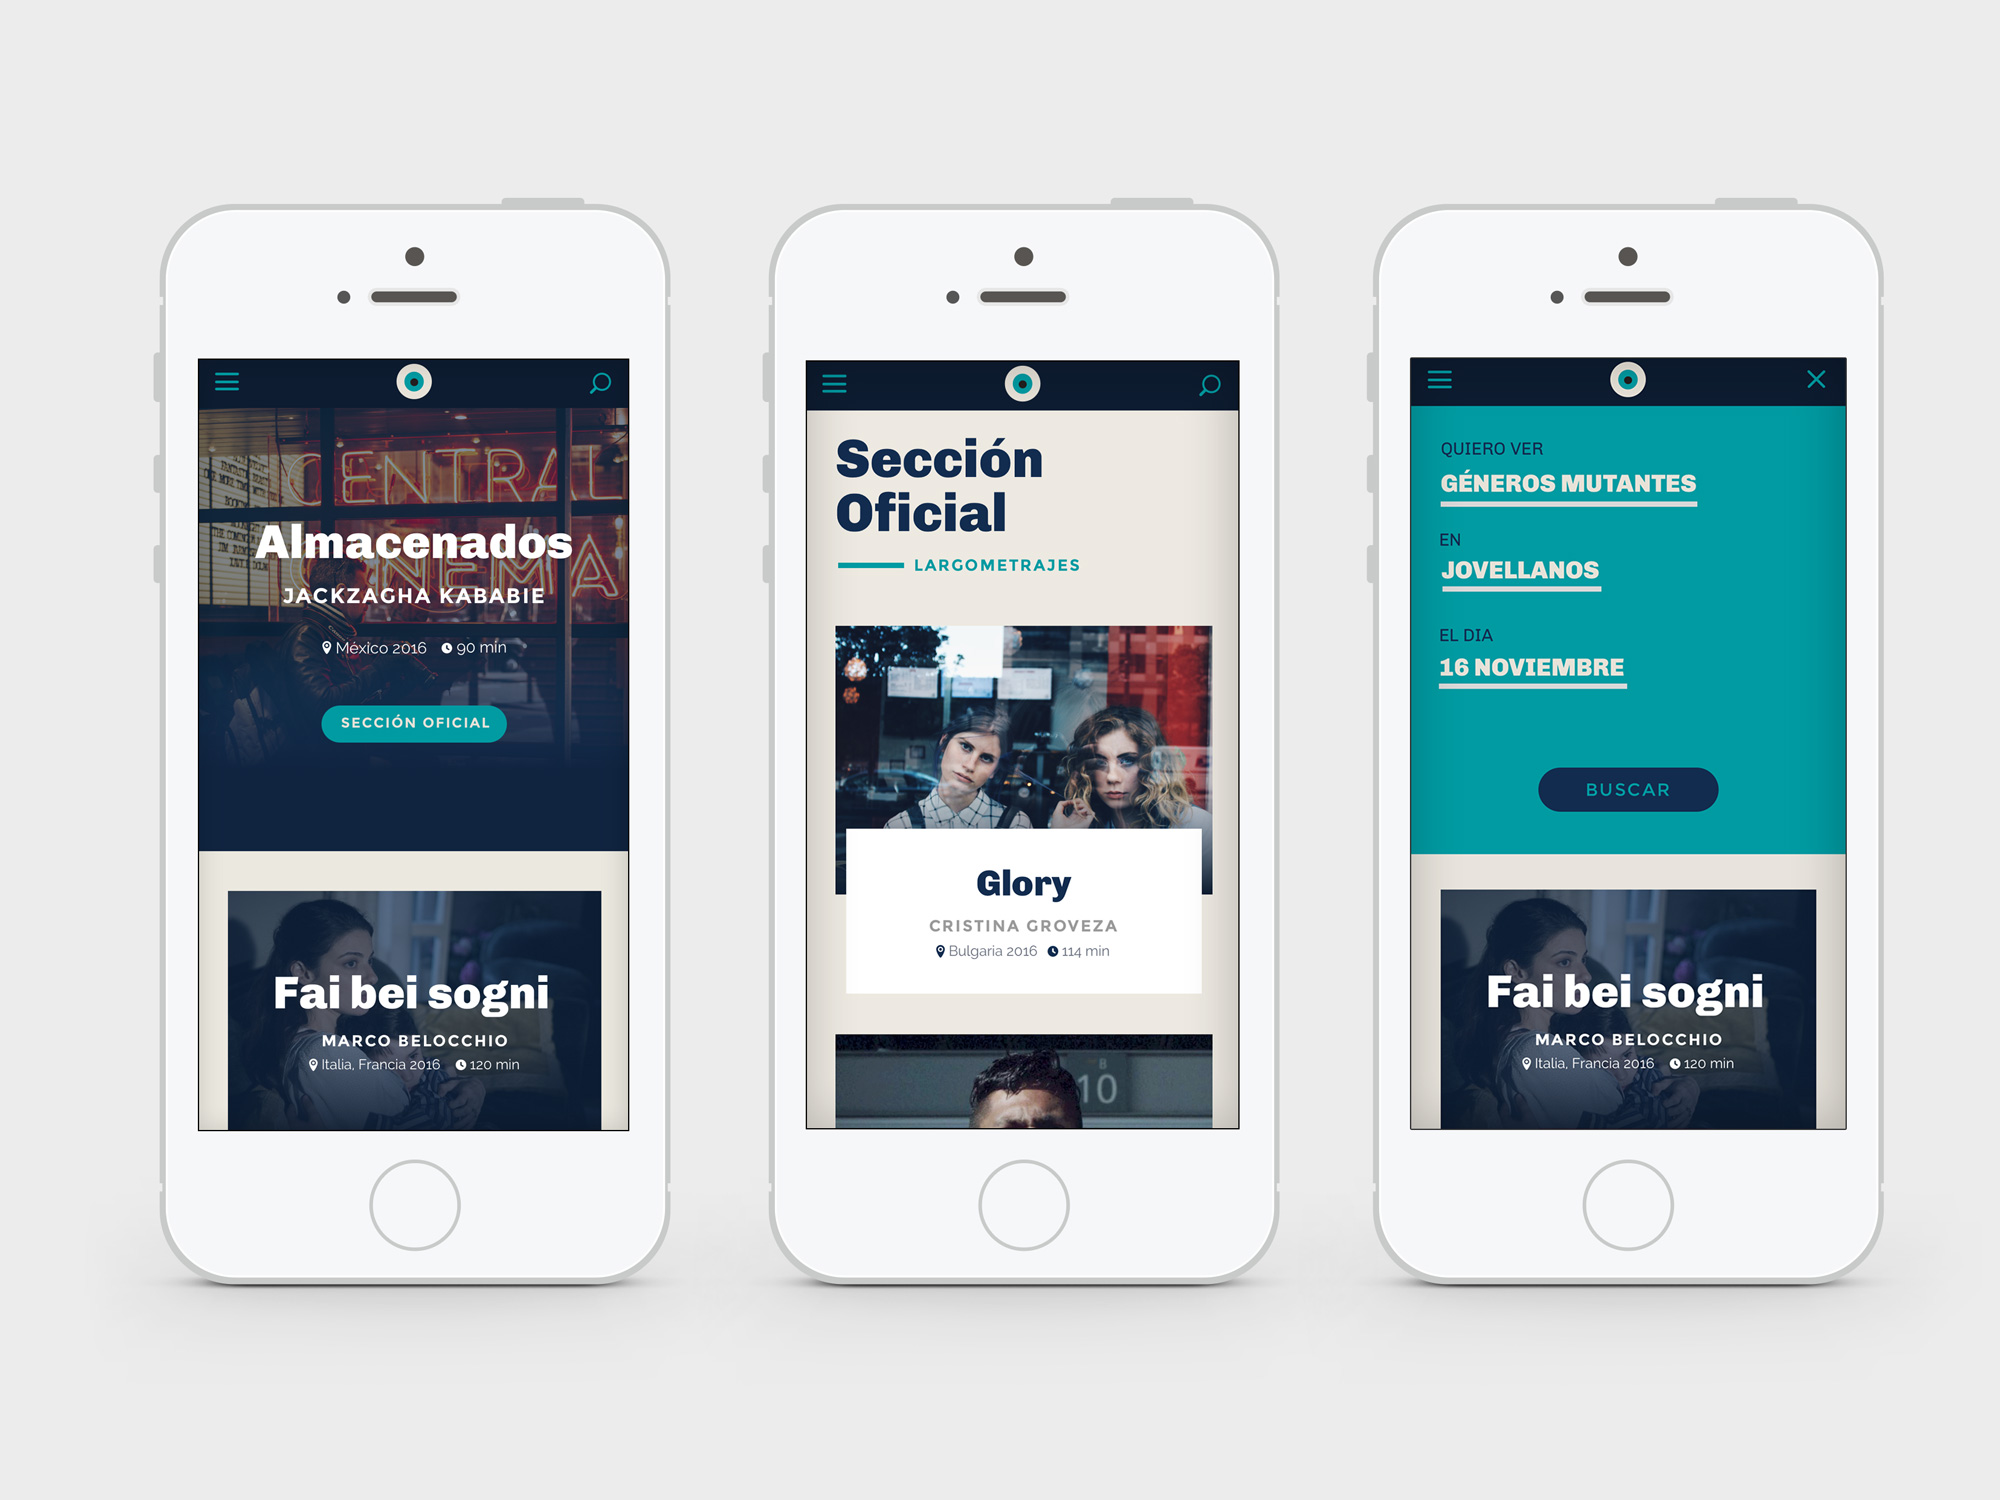 CENTRAL
CINEMA
Almacenados
JACKZAGHA KABABIE
México 2016 90 min
SECCIÓN OFICIAL
Fai bei sogni
MARCO BELOCCHIO
Italia, Francia 2016 120 min
Sección
Oficial
LARGOMETRAJES
Glory
CRISTINA GROVEZA
Bulgaria 2016 114 min
B
10
QUIERO VER
GÉNEROS MUTANTES
EN
JOVELLANOS
EL DIA
16 NOVIEMBRE
BUSCAR
Fai bei sogni
MARCO BELOCCHIO
Italia, Francia 2016 120 min